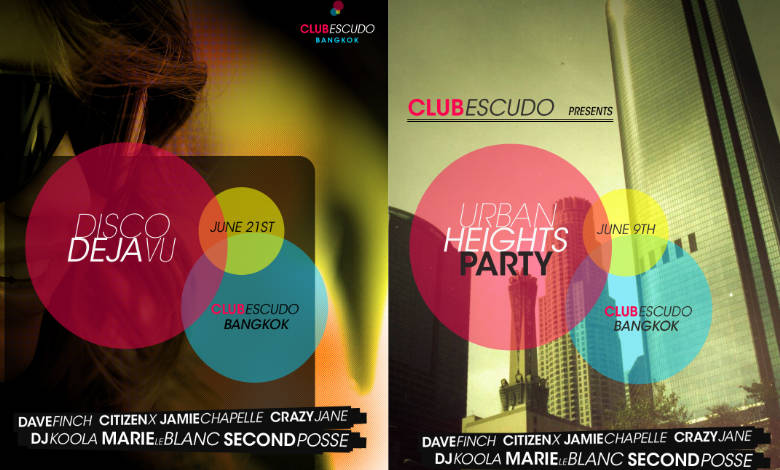 CLUBESCUDO
BANGKOK
DISCO
DEJAVU
JUNE 21ST
CLUBESCUDO
BANGKOK
DAVEFINCH CITIZENX JAMIECHAPELLE CRAZYJANE
DJKOOLA MARIELEBLANC SECONDPOSSE
CLUBESCUDO PRESENTS
URBAN
HEIGHTS
PARTY
JUNE 9TH
CLUBESCUDO
BANGKOK
DAVEFINCH CITIZENX JAMIECHAPELLE CRAZYJANE
DJKOOLA MARIELEBLANC SECONDPOSSE